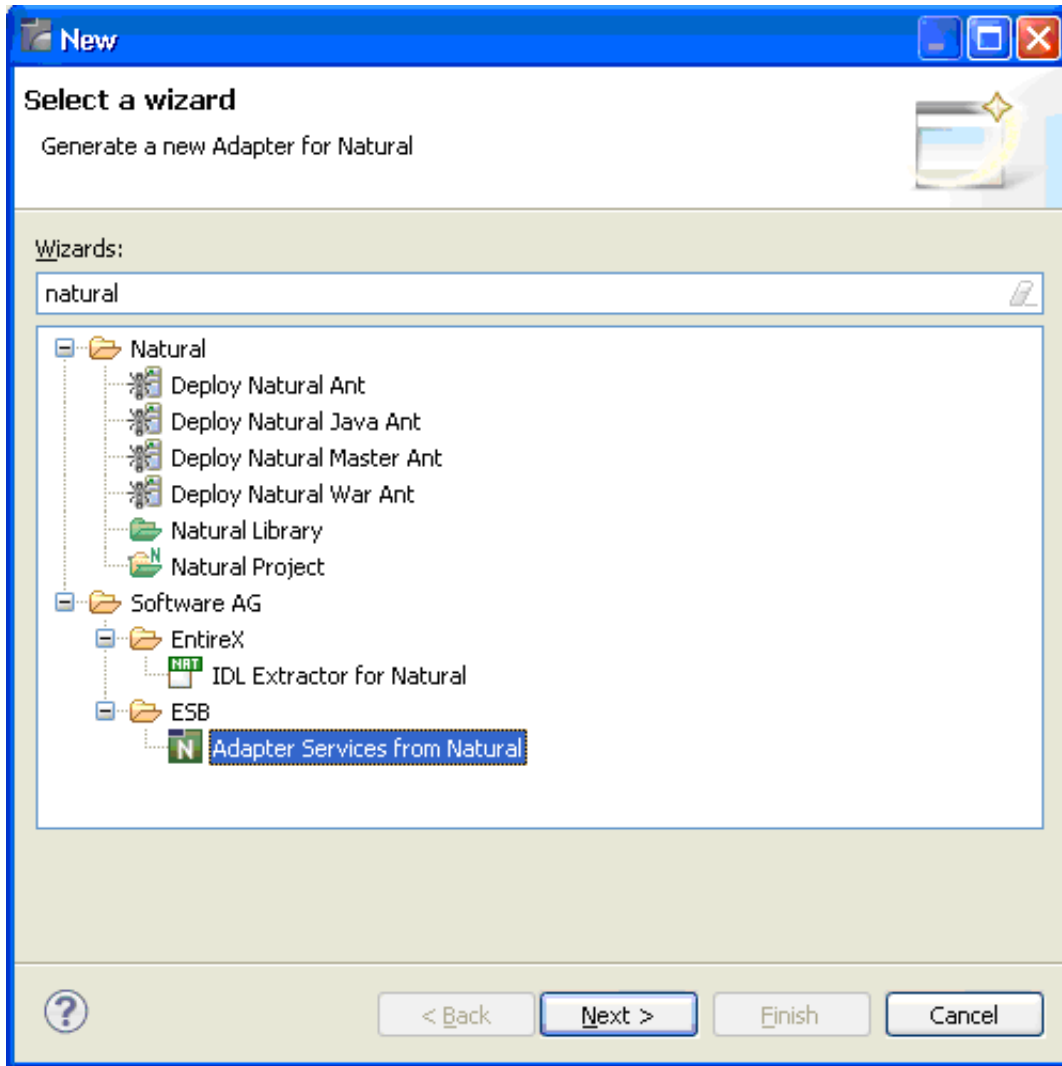 New
Select a wizard
Generate a new Adapter for Natural
Wizards:
natural
Natural
Deploy Natural Ant
Deploy Natural Java Ant
Deploy Natural Master Ant
Deploy Natural War Ant
Natural Library
N
Natural Project
Software AG
EntireX
NAT
IDL Extractor for Natural
ESB
N
Adapter Services from Natural
?
< Back
Next >
Finish
Cancel